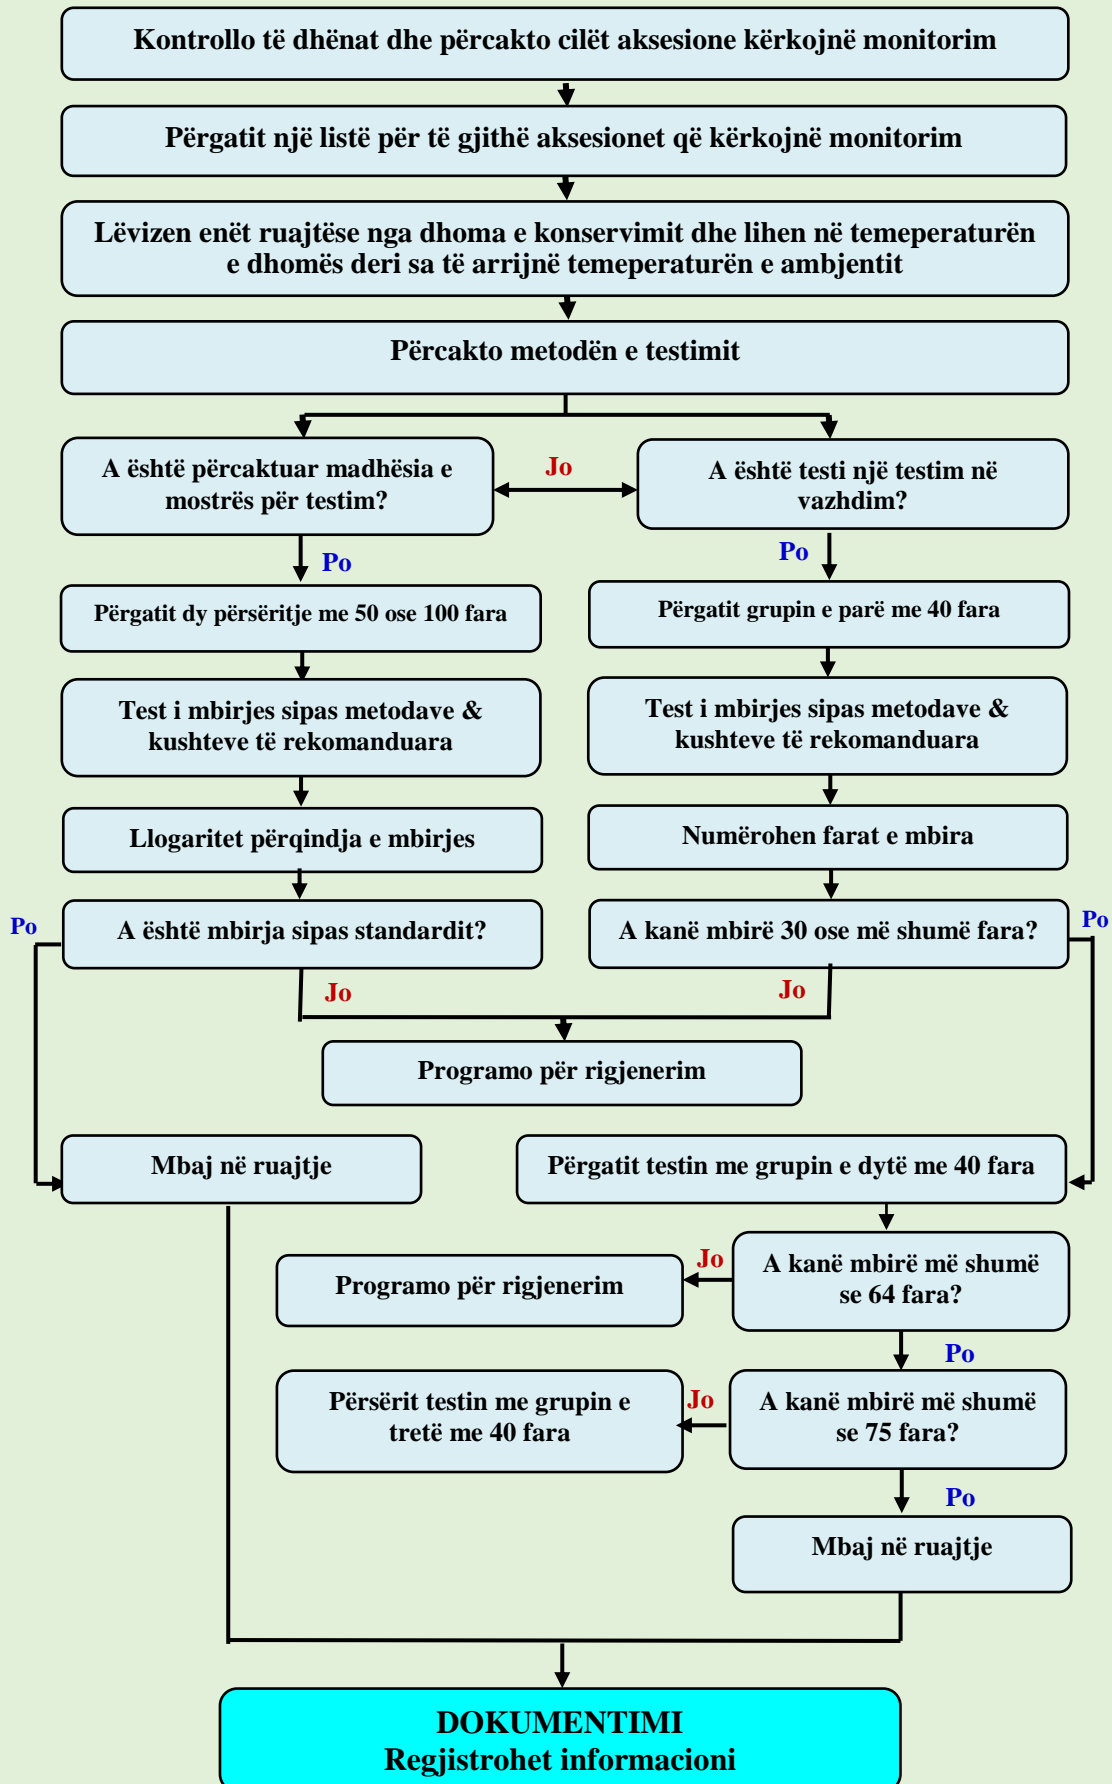 Kontrollo të dhënat dhe përcakto cilët aksesione kërkojnë monitorim
Përgatit një listë për të gjithë aksesionet që kërkojnë monitorim
Lëvizen enët ruajtëse nga dhoma e konservimit dhe lihen në temeperaturën
e dhomës deri sa të arrijnë temeperaturën e ambjentit
Përcakto metodën e testimit
A është përcaktuar madhësia e
mostrës për testim?
Jo
A është testi një testim në
vazhdim?
Po
Po
Përgatit dy përsëritje me 50 ose 100 fara
Përgatit grupin e parë me 40 fara
Test i mbirjes sipas metodave &
kushteve të rekomanduara
Test i mbirjes sipas metodave &
kushteve të rekomanduara
Llogaritet përqindja e mbirjes
Numërohen farat e mbira
Po
A është mbirja sipas standardit?
A kanë mbirë 30 ose më shumë fara?
Po
Jo
Jo
Programo për rigjenerim
Mbaj në ruajtje
Përgatit testin me grupin e dytë me 40 fara
Programo për rigjenerim
Jo
A kanë mbirë më shumë
se 64 fara?
Po
Përsërit testin me grupin e
tretë me 40 fara
Jo
A kanë mbirë më shumë
se 75 fara?
Po
Mbaj në ruajtje
DOKUMENTIMI
Regjistrohet informacioni